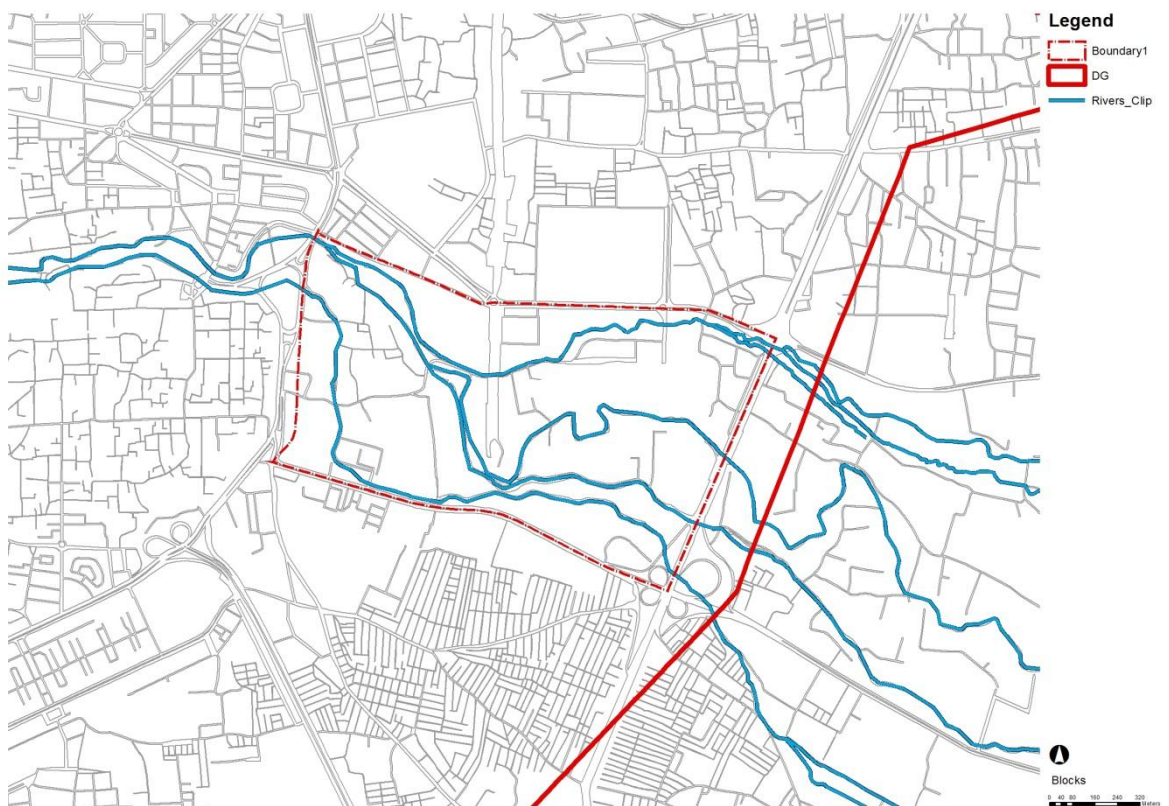 Legend
Boundary1
DG
Rivers_Clip
Blocks
0 40 80 160 240 320
Meters